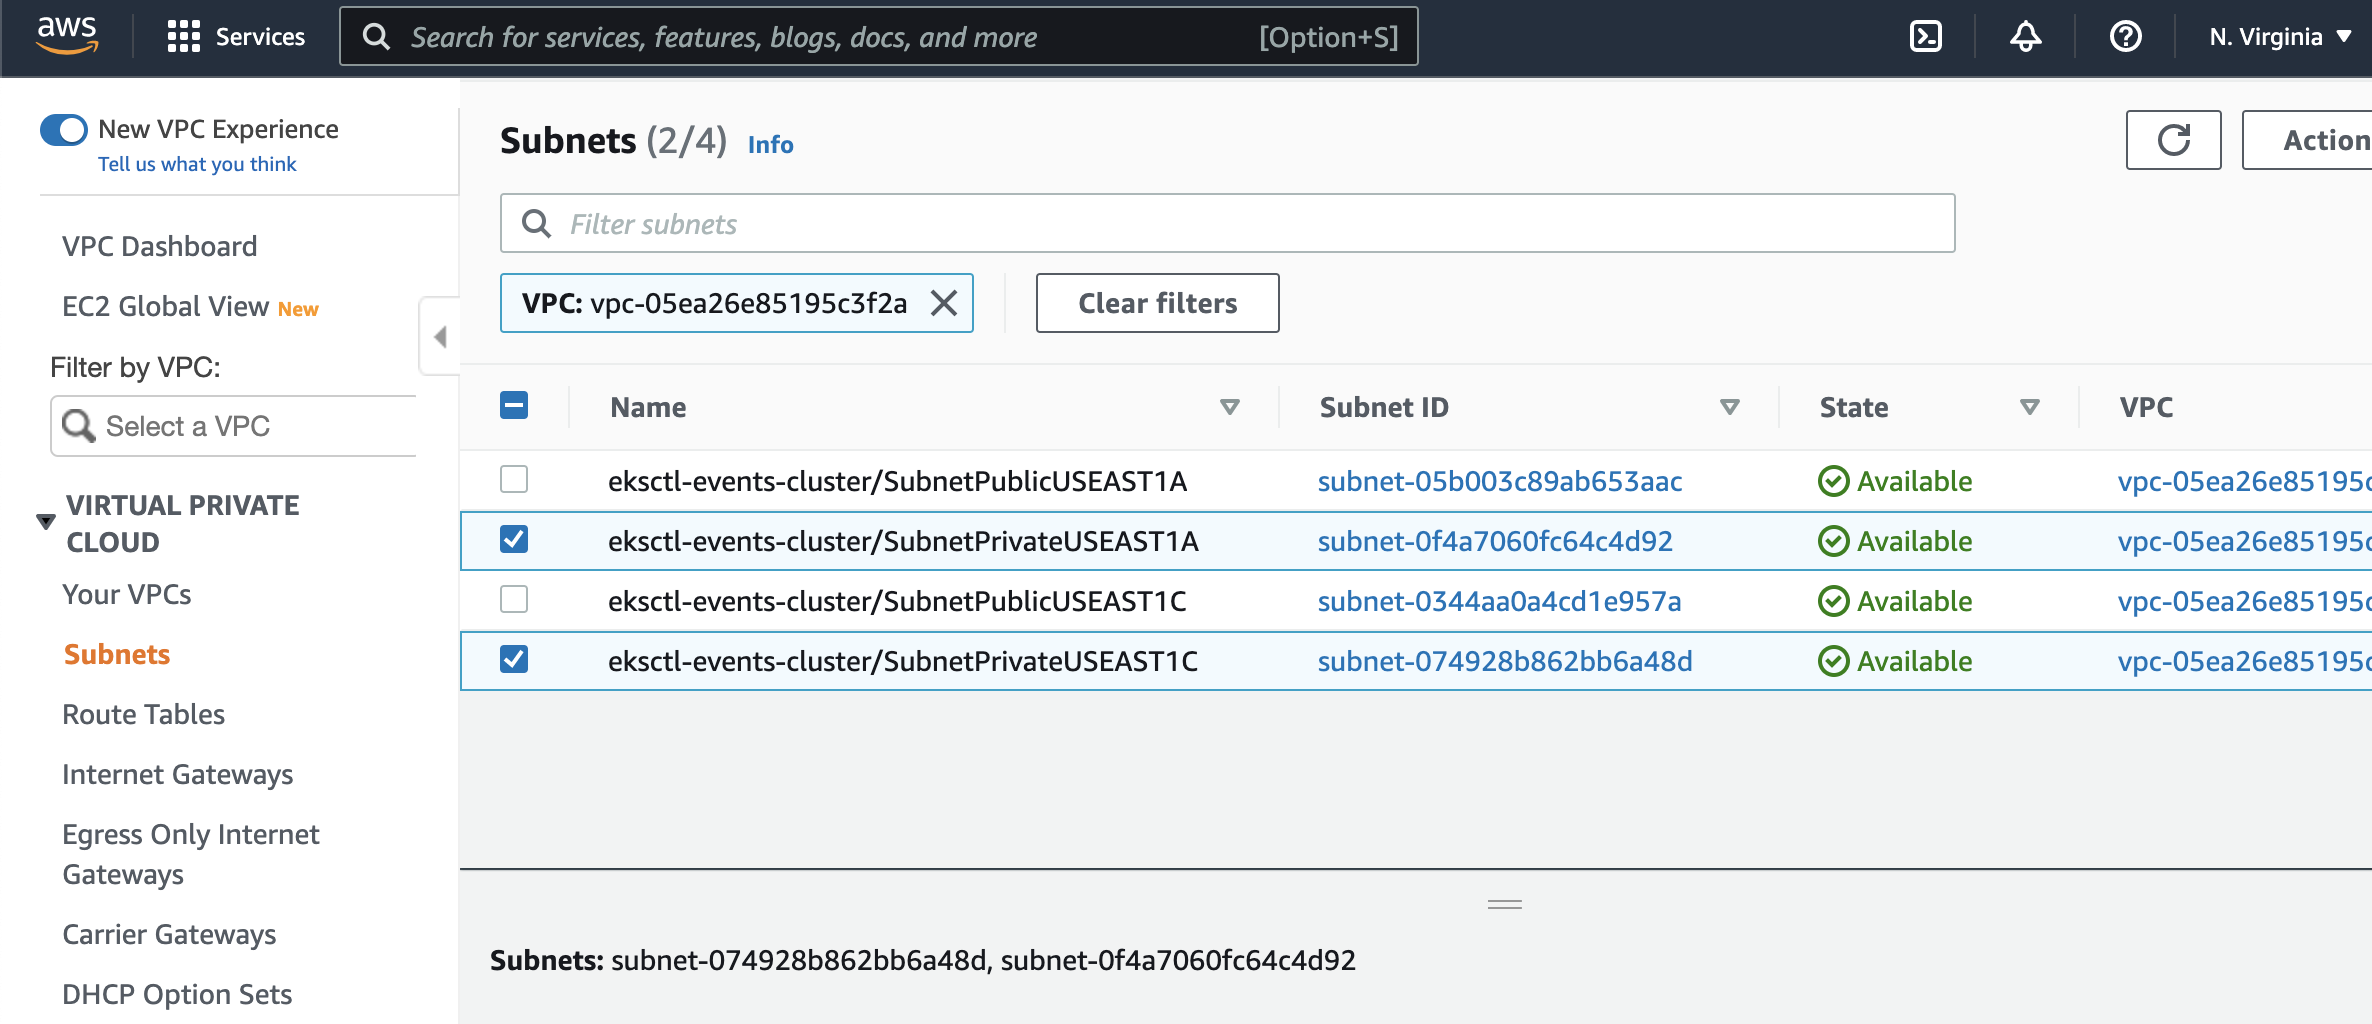 aws
Services
Search for services, features, blogs, docs, and more
[Option+S]
N. Virginia
New VPC Experience
Tell us what you think
VPC Dashboard
EC2 Global View New
Filter by VPC:
Select a VPC
VIRTUAL PRIVATE
CLOUD
Your VPCs
Subnets
Route Tables
Internet Gateways
Egress Only Internet
Gateways
Carrier Gateways
DHCP Option Sets
Subnets (2/4) Info
Action
Filter subnets
VPC: vpc-05ea26e85195c3f2a
Clear filters
Name Subnet ID State VPC
eksctl-events-cluster/SubnetPublicUSEAST1A subnet-05b003c89ab653aac Available vpc-05ea26e85195c
eksctl-events-cluster/SubnetPrivateUSEAST1A subnet-0f4a7060fc64c4d92 Available vpc-05ea26e85195c
eksctl-events-cluster/SubnetPublicUSEAST1C subnet-0344aa0a4cd1e957a Available vpc-05ea26e85195c
eksctl-events-cluster/SubnetPrivateUSEAST1C subnet-074928b862bb6a48d Available vpc-05ea26e85195c
Subnets: subnet-074928b862bb6a48d, subnet-0f4a7060fc64c4d92